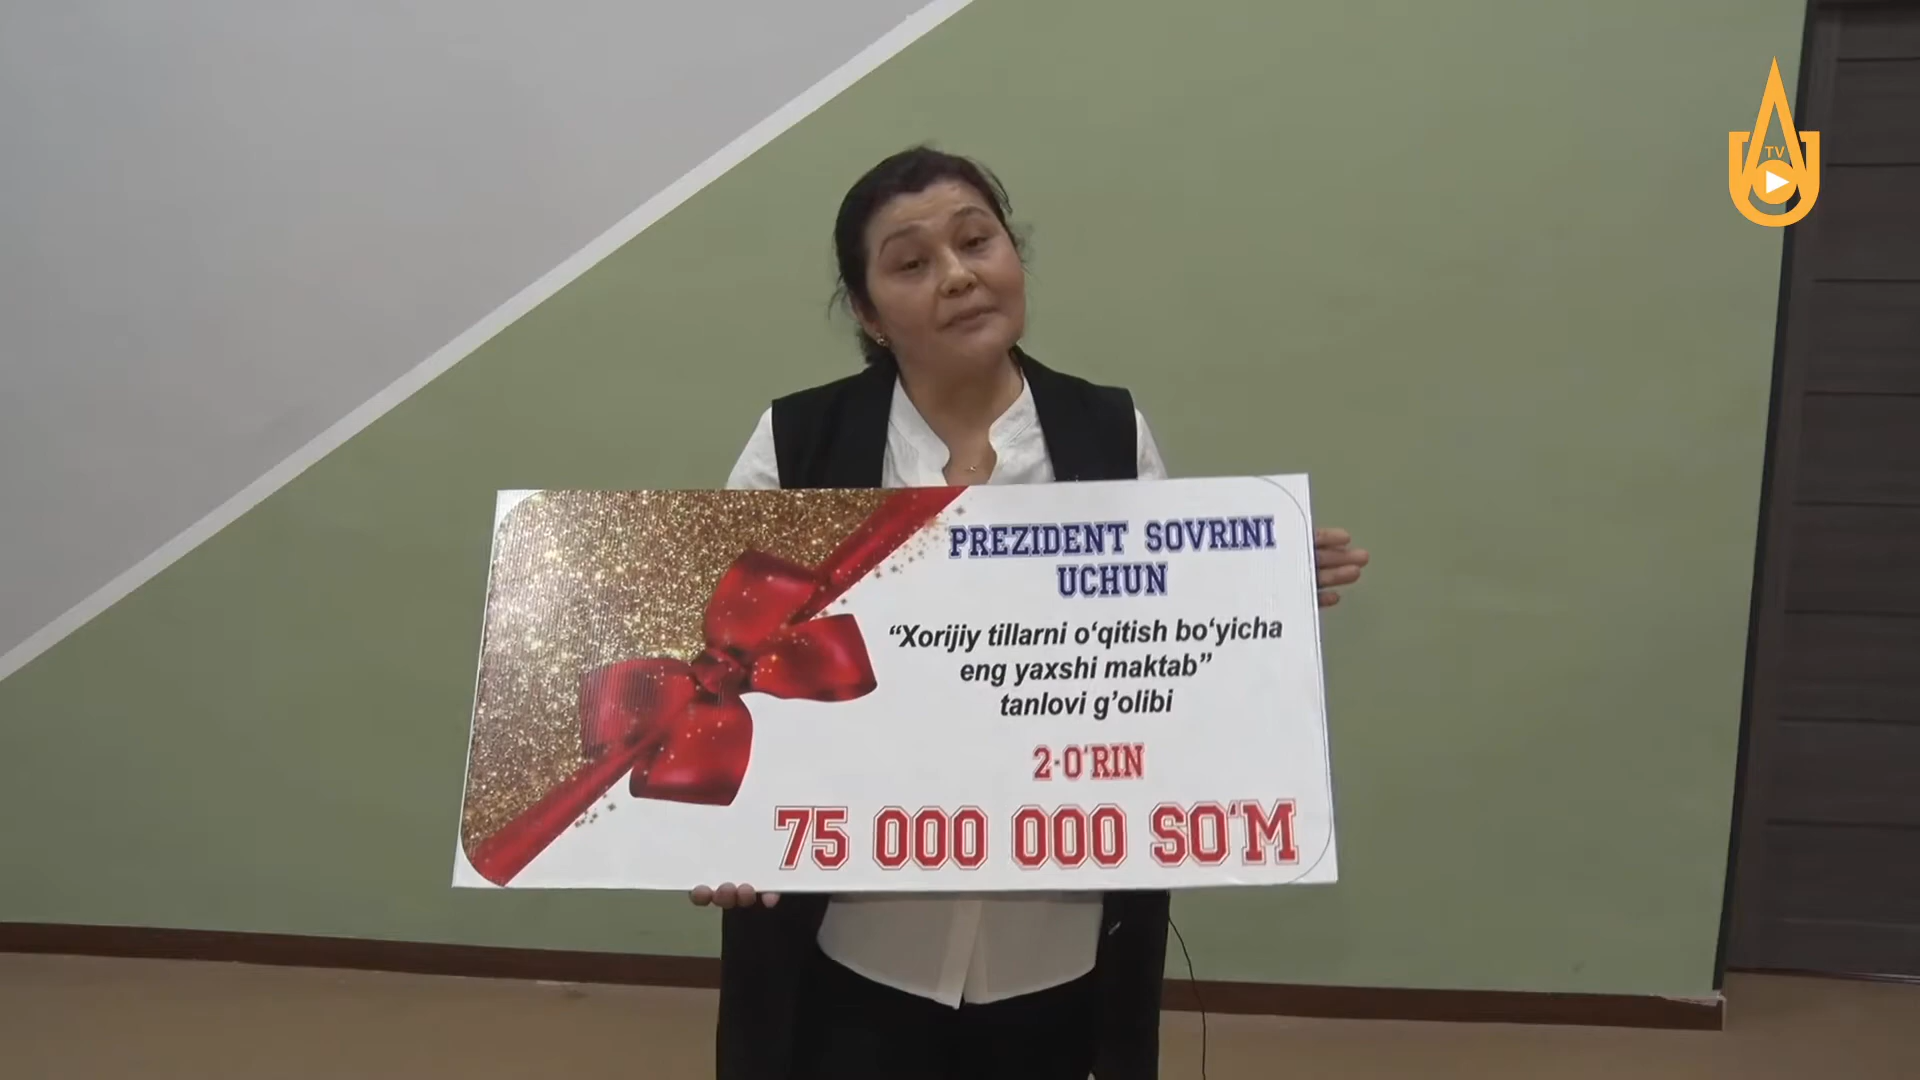 TV
PREZIDENT SOVRINI
UCHUN
“Xorijiy tillarni o‘qitish bo‘yicha
eng yaxshi maktab”
tanlovi g’olibi
2-O‘RIN
75 000 000 SO‘M